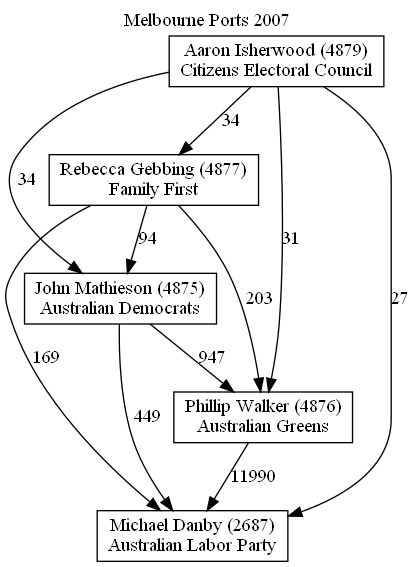 Melbourne Ports 2007
Aaron Isherwood (4879)
Citizens Electoral Council
34
Rebecca Gebbing (4877)
Family First
34
94
31
John Mathieson (4875)
Australian Democrats
203
27
169
947
449
Phillip Walker (4876)
Australian Greens
11990
Michael Danby (2687)
Australian Labor Party